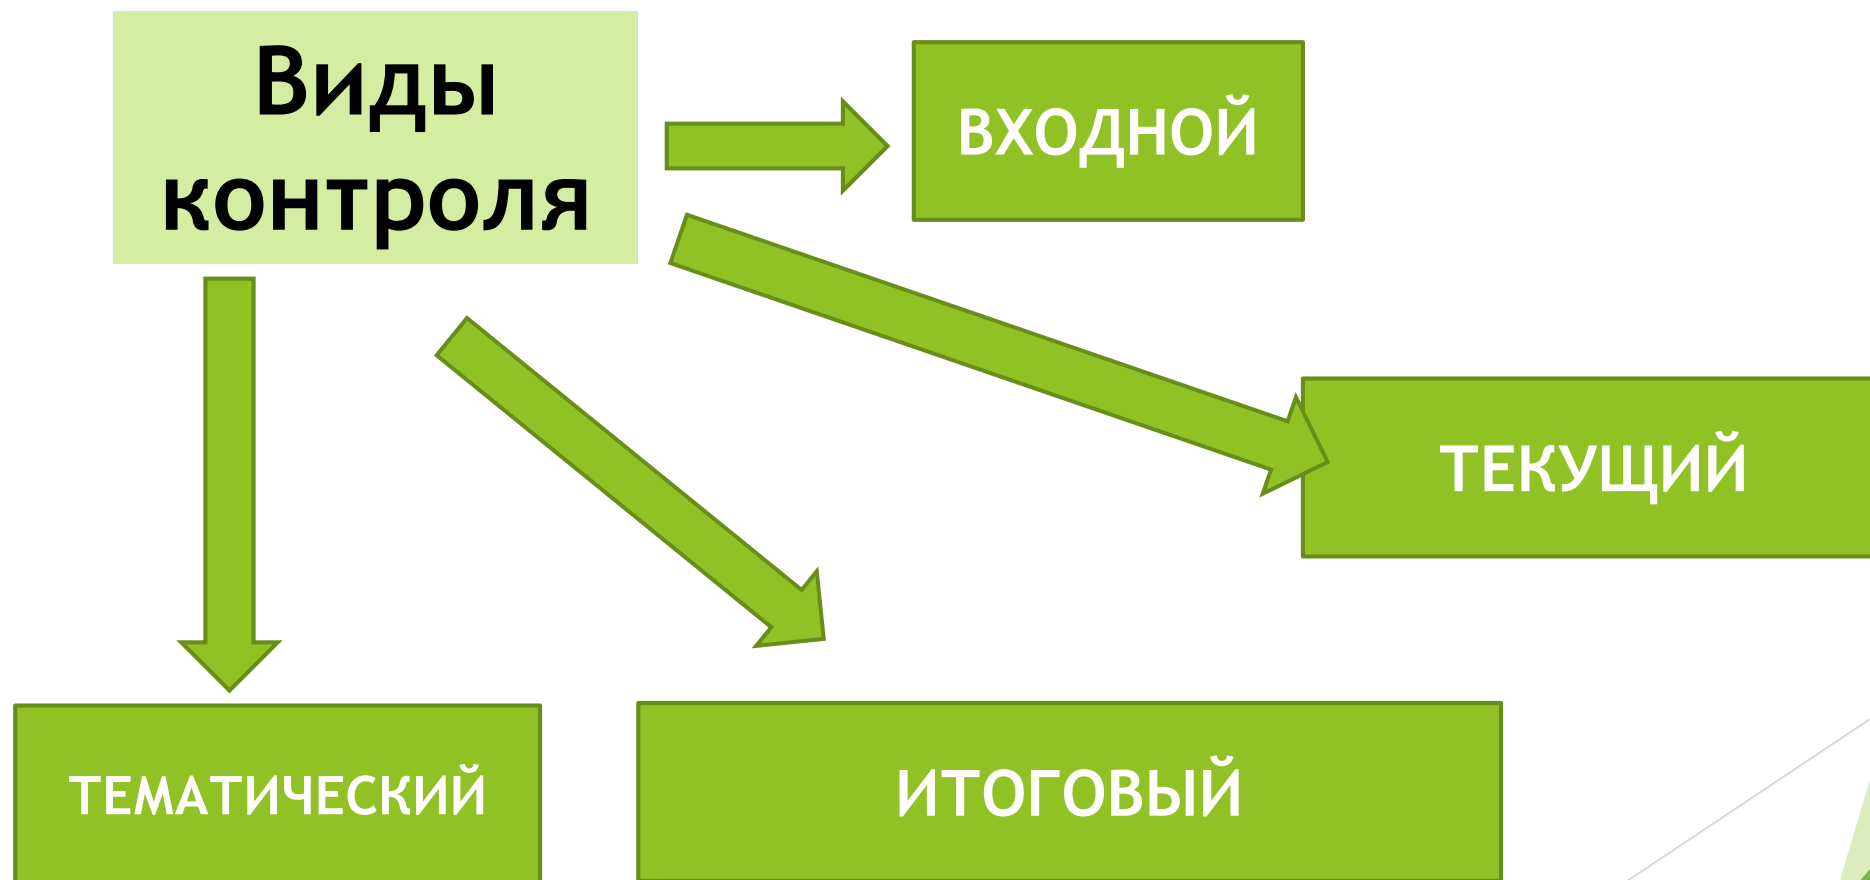 Виды
контроля
ВХОДНОЙ
ТЕКУЩИЙ
ТЕМАТИЧЕСКИЙ
ИТОГОВЫЙ